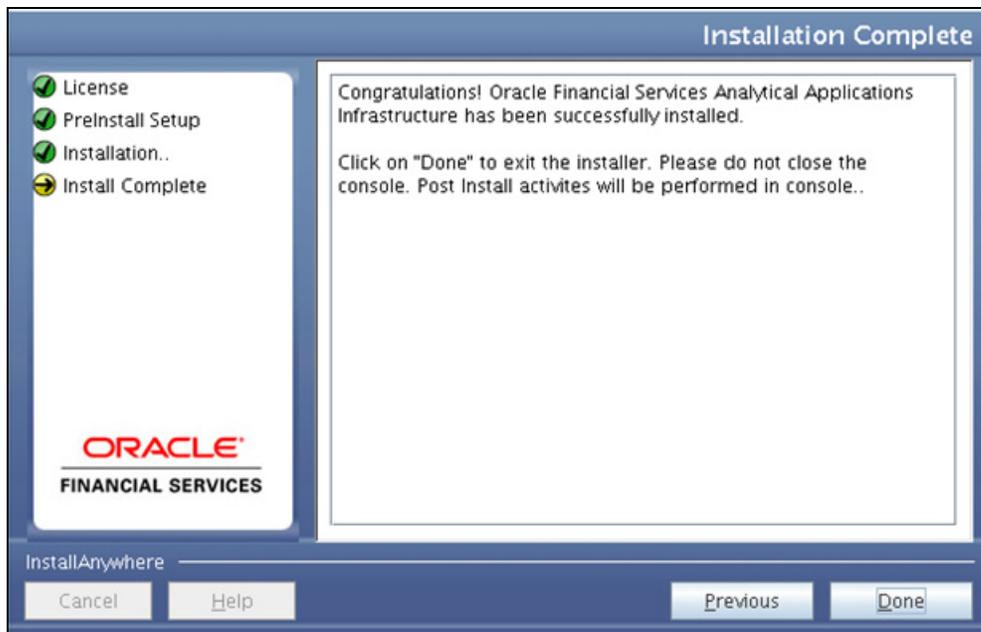 Installation Complete
License
PreInstall Setup
Installation..
Install Complete
Congratulations! Oracle Financial Services Analytical Applications
Infrastructure has been successfully installed.
Click on "Done" to exit the installer. Please do not close the
console. Post Install activites will be performed in console..
ORACLE
FINANCIAL SERVICES
InstallAnywhere
Cancel
Help
Previous
Done